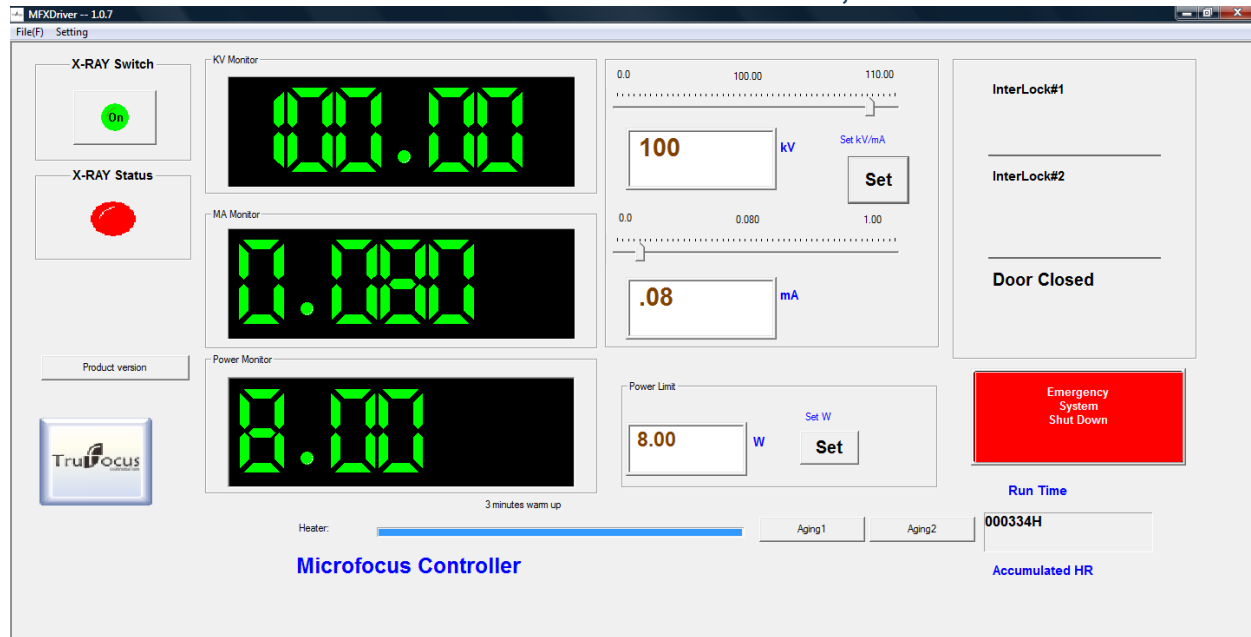 MFXDriver -- 1.0.7
File(F) Setting
X-RAY Switch
On
X-RAY Status
Product version
TruFocus
KV Monitor
100.00
MA Monitor
0.080
Power Monitor
8.00
3 minutes warm up
Heater:
Microfocus Controller
0.0 100.00 110.00
100 kV
Set kV/mA
Set
0.0 0.080 1.00
.08 mA
Power Limit
Set W
8.00 W Set
Aging1 Aging2
InterLock#1
InterLock#2
Door Closed
Emergency
System
Shut Down
Run Time
000334H
Accumulated HR